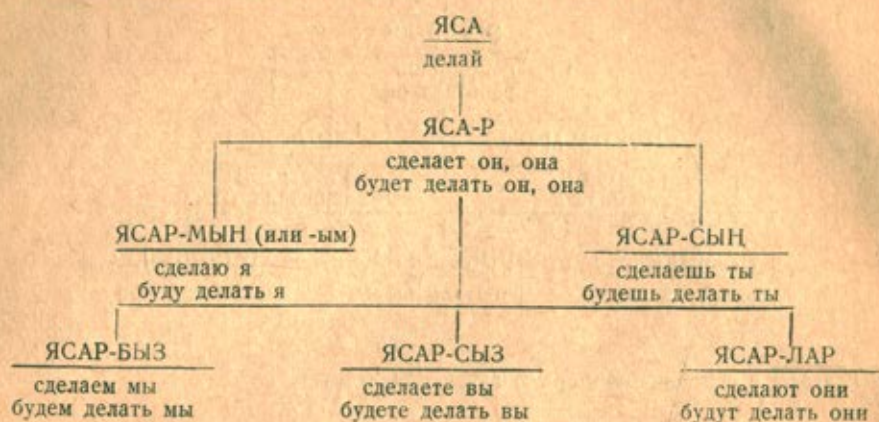 ЯСА
делай
ЯСА-Р
сделает он, она
будет делать он, она
ЯСАР-МЫН (или -ым)
сделаю я
буду делать я
ЯСАР-СЫҢ
сделаешь ты
будешь делать ты
ЯСАР-БЫЗ
сделаем мы
будем делать мы
ЯСАР-СЫЗ
сделаете вы
будете делать вы
ЯСАР-ЛАР
сделают они
будут делать они